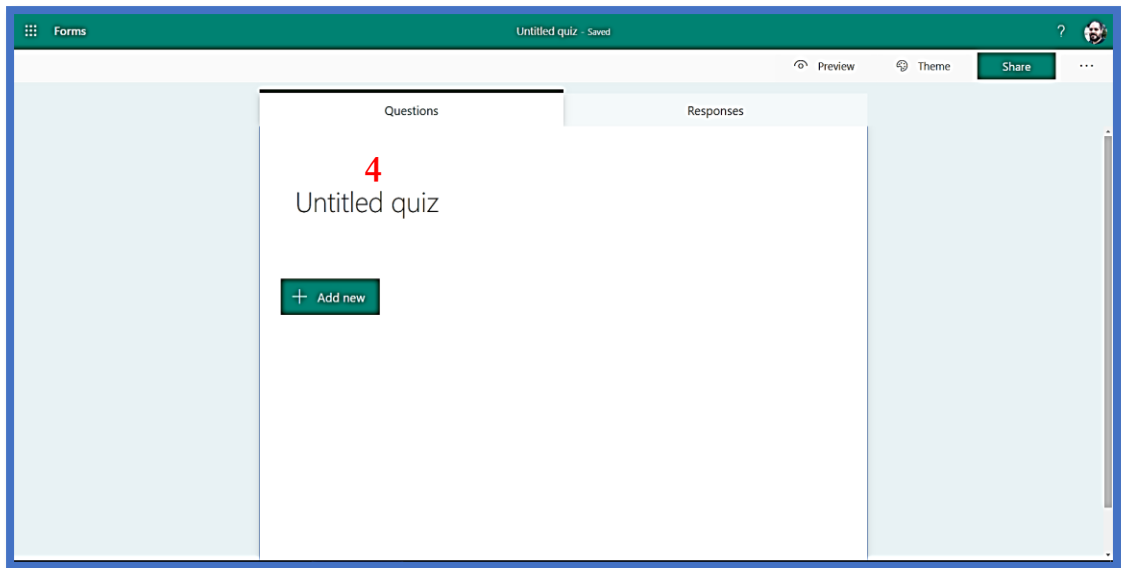 Forms
Untitled quiz - Saved
?
Preview
Theme
Share
...
Questions
Responses
4
Untitled quiz
+ Add new